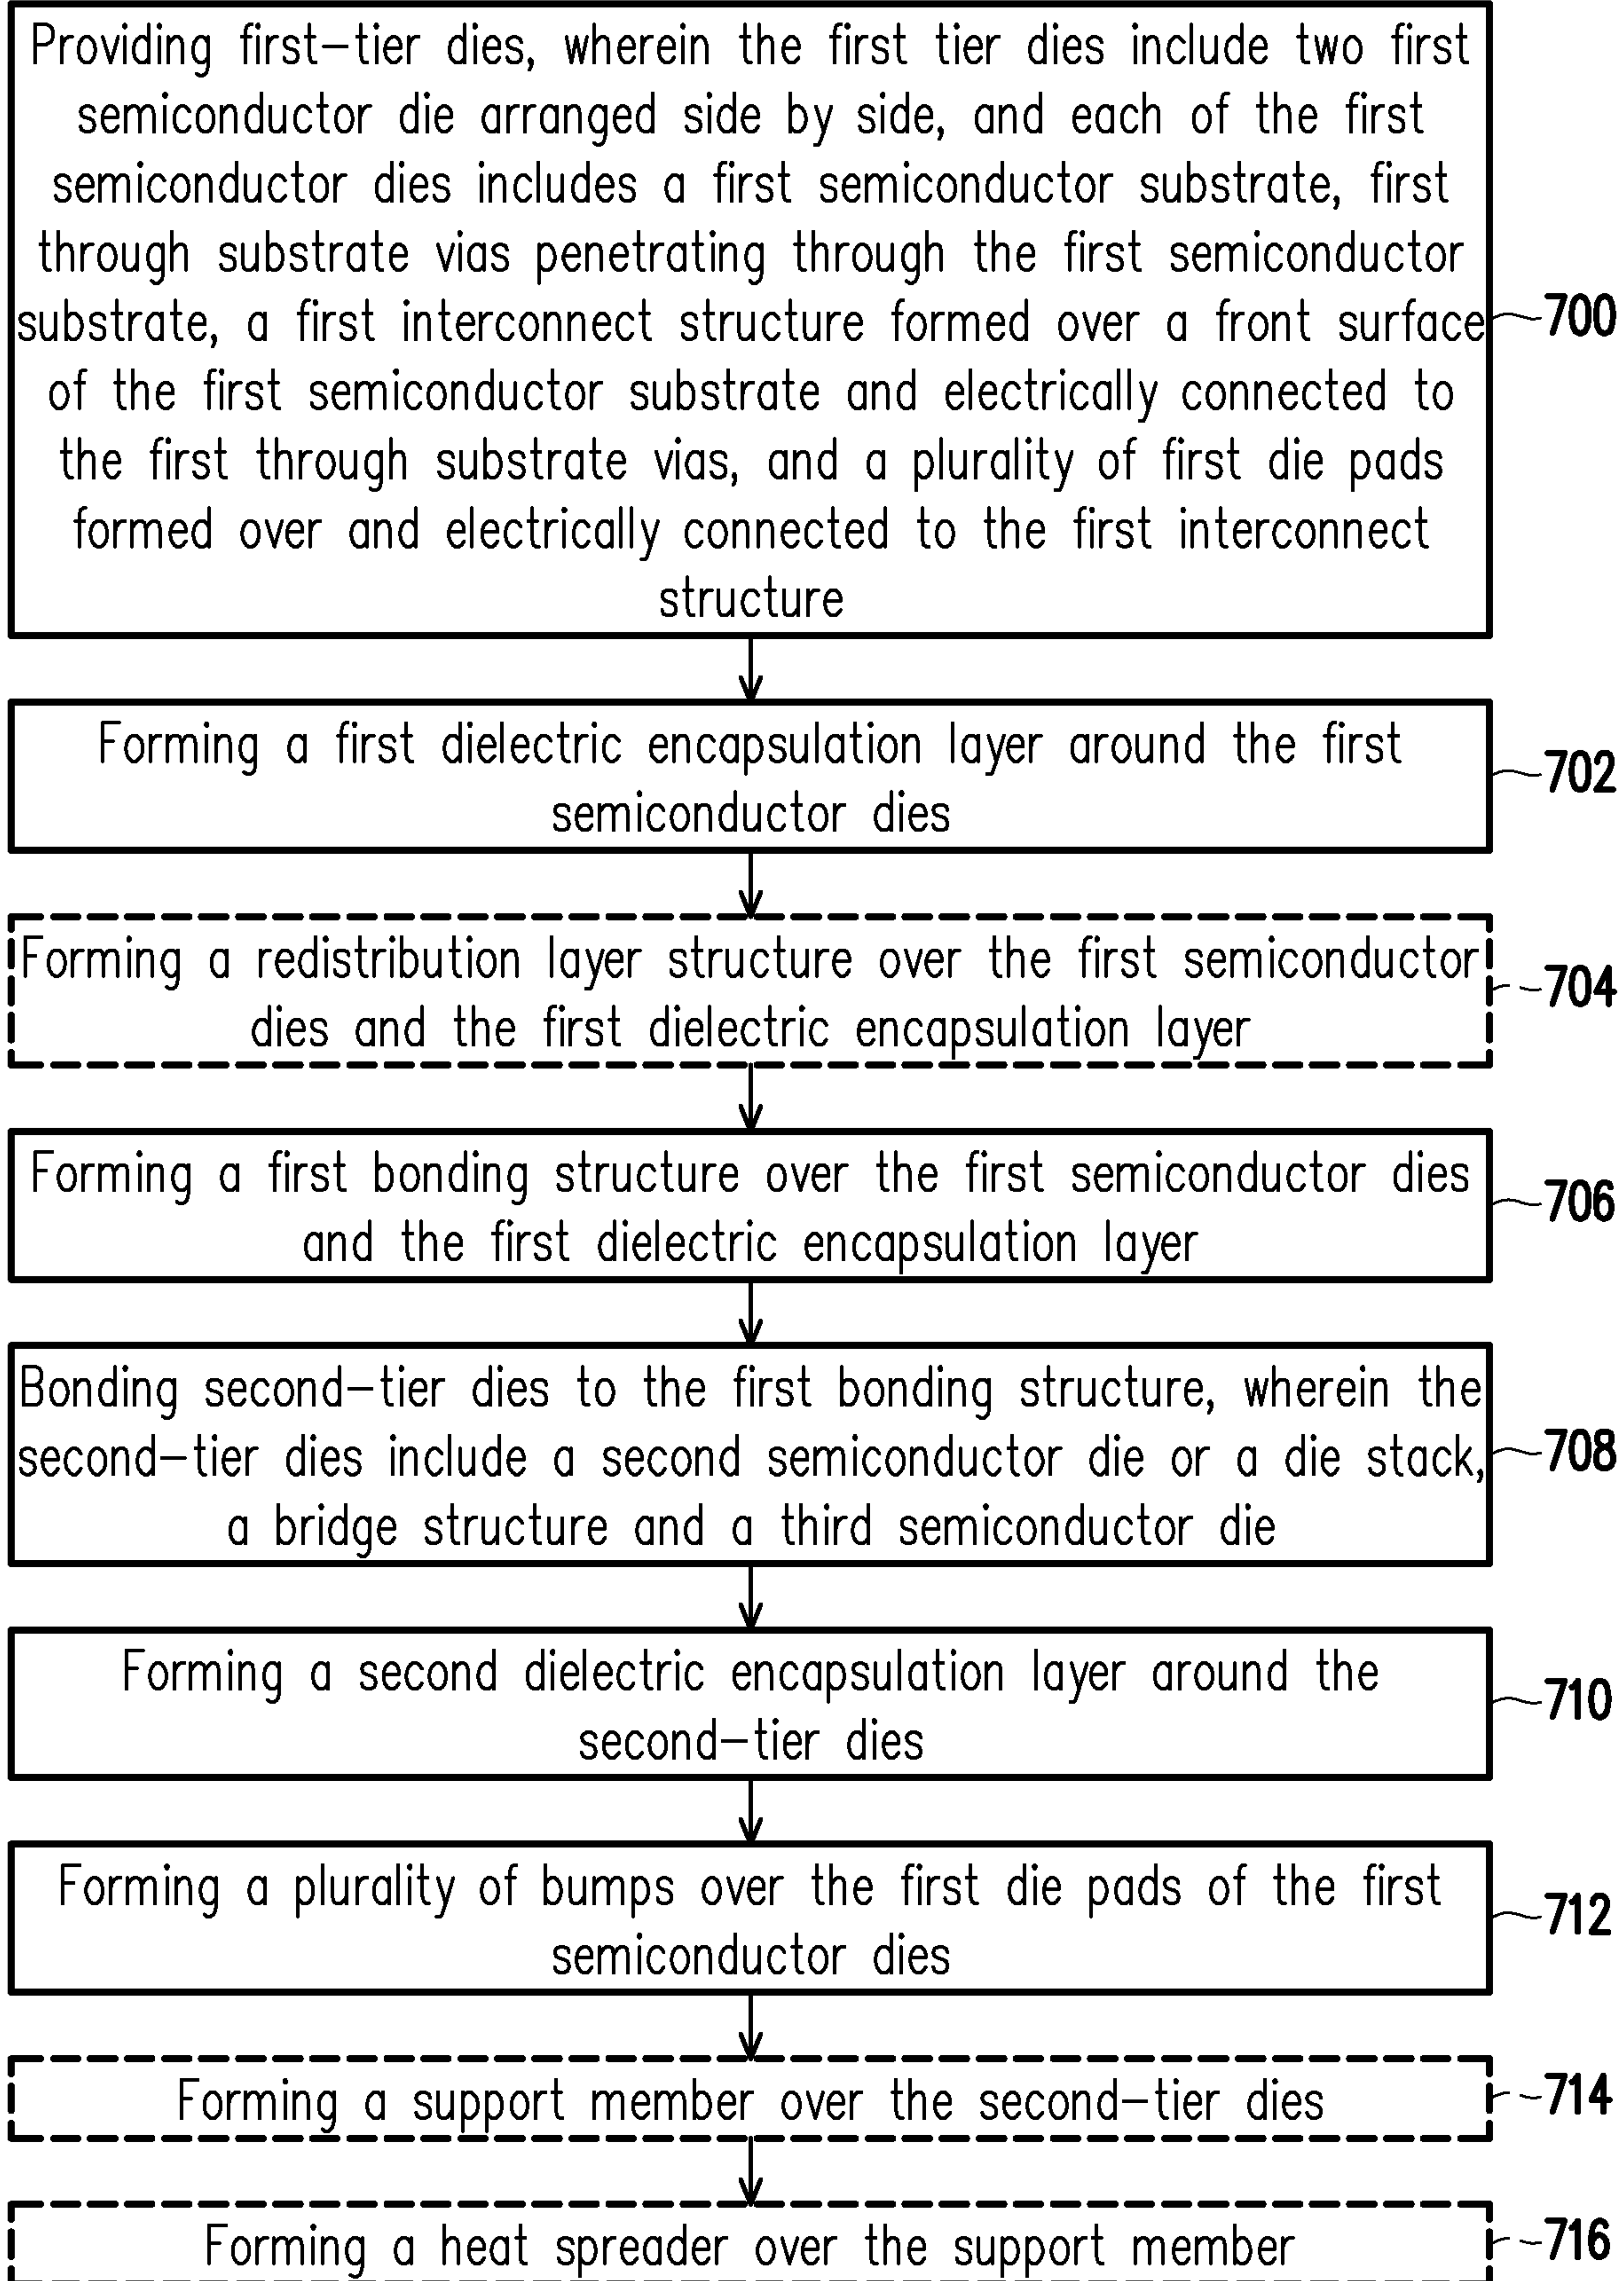 Providing first-tier dies, wherein the first tier dies include two first
semiconductor die arranged side by side, and each of the first
semiconductor dies includes a first semiconductor substrate, first
through substrate vias penetrating through the first semiconductor
substrate, a first interconnect structure formed over a front surface
of the first semiconductor substrate and electrically connected to
the first through substrate vias, and a plurality of first die pads
formed over and electrically connected to the first interconnect
structure
700
Forming a first dielectric encapsulation layer around the first
semiconductor dies
702
Forming a redistribution layer structure over the first semiconductor
dies and the first dielectric encapsulation layer
704
Forming a first bonding structure over the first semiconductor dies
and the first dielectric encapsulation layer
706
Bonding second-tier dies to the first bonding structure, wherein the
second-tier dies include a second semiconductor die or a die stack,
a bridge structure and a third semiconductor die
708
Forming a second dielectric encapsulation layer around the
second-tier dies
710
Forming a plurality of bumps over the first die pads of the first
semiconductor dies
712
Forming a support member over the second-tier dies
714
Forming a heat spreader over the support member
716